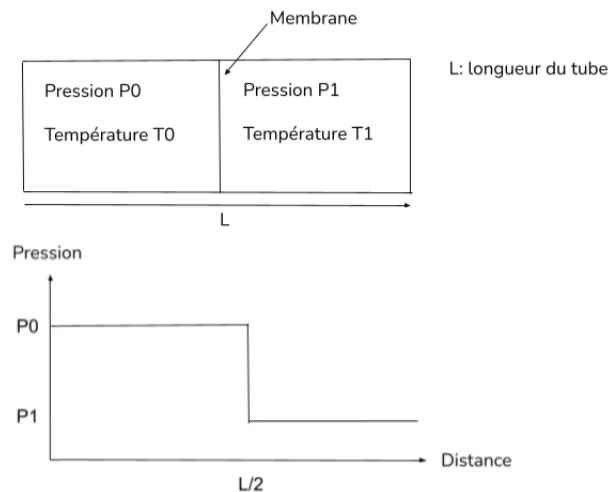 Membrane
L: longueur du tube
Pression P0
Pression P1
Température T0
Température T1
L
Pression
P0
P1
Distance
L/2